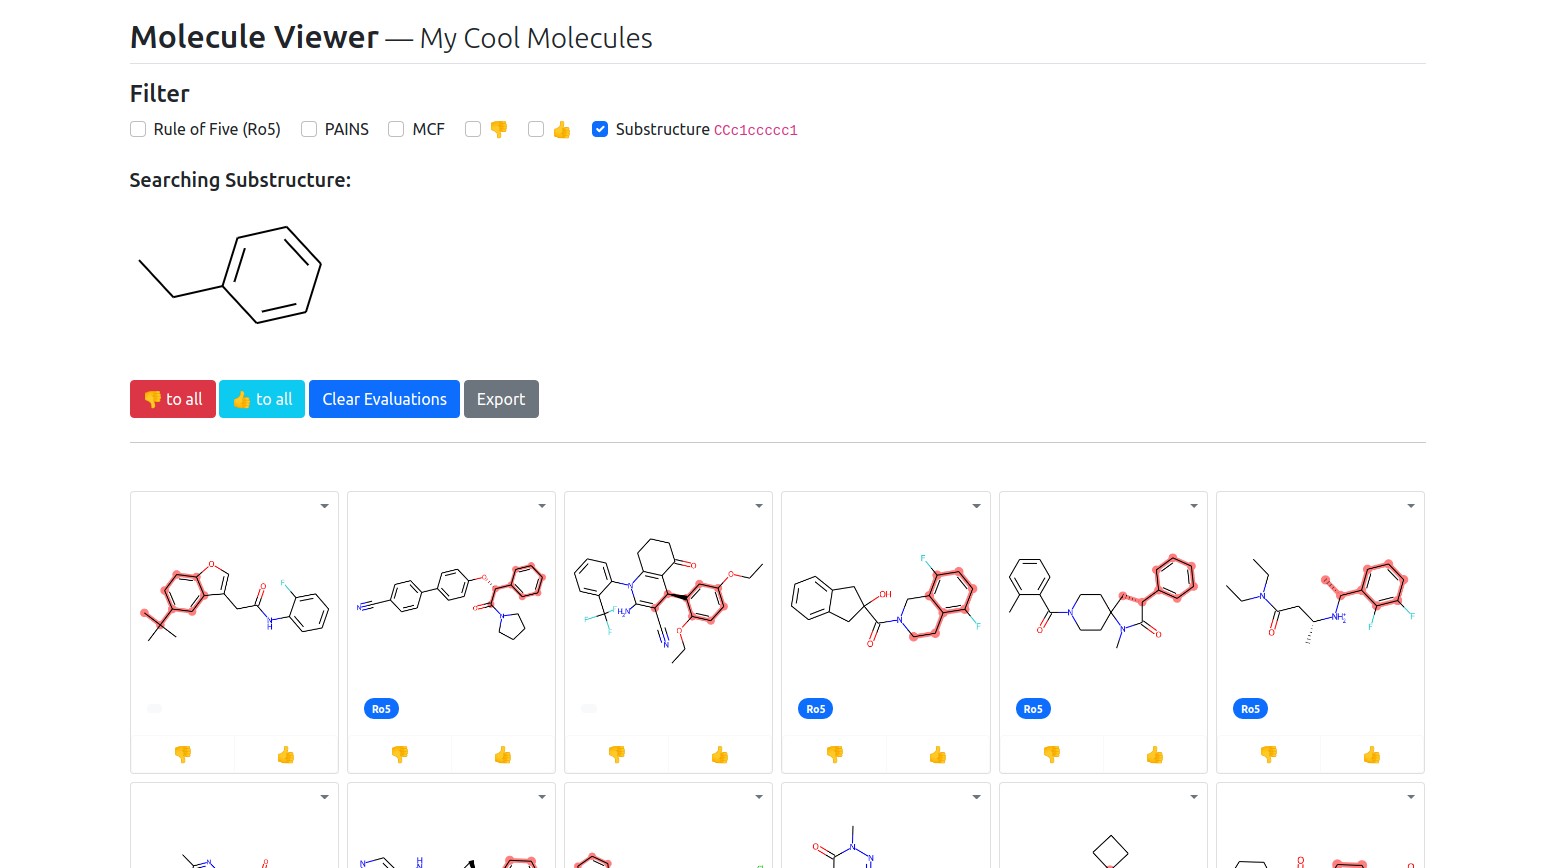 Molecule Viewer — My Cool Molecules
Filter
Rule of Five (Ro5) PAINS MCF 👎 👍 Substructure CCc1ccccc1
Searching Substructure:
👎 to all 👍 to all Clear Evaluations Export
O O F N H
N O O N
O O N F F F H₂N N O
F OH N O F
O N N O
N O NH₂⁺ F F
Ro5 Ro5 Ro5 Ro5
👎 👍 👎 👍 👎 👍 👎 👍 👎 👍 👎 👍
N O N H O N N O O